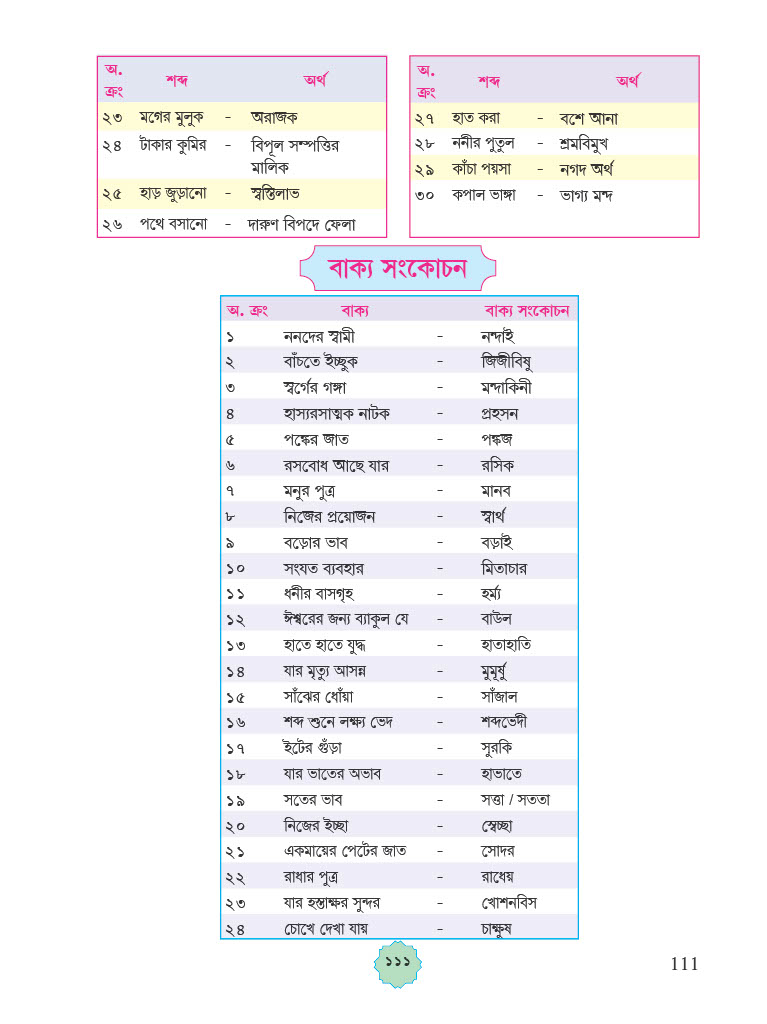 অ. ক্রং শব্দ অর্থ
২৩ মগের মুলুক - অরাজক
২৪ টাকার কুমির - বিপুল সম্পত্তির
মালিক
২৫ হাড় জুড়ানো - স্বস্তিলাভ
২৬ পথে বসানো - দারুণ বিপদে ফেলা
অ. ক্রং শব্দ অর্থ
২৭ হাত করা - বশে আনা
২৮ ননীর পুতুল - শ্রমবিমুখ
২৯ কাঁচা পয়সা - নগদ অর্থ
৩০ কপাল ভাঙ্গা - ভাগ্য মন্দ
বাক্য সংকোচন
অ. ক্রং বাক্য বাক্য সংকোচন
১ ননদের স্বামী - নন্দাই
২ বাঁচতে ইচ্ছুক - জিজীবিষু
৩ স্বর্গের গঙ্গা - মন্দাকিনী
৪ হাস্যরসাত্মক নাটক - প্রহসন
৫ পঙ্কের জাত - পঙ্কজ
৬ রসবোধ আছে যার - রসিক
৭ মনুর পুত্র - মানব
৮ নিজের প্রয়োজন - স্বার্থ
৯ বড়োর ভাব - বড়াই
১০ সংযত ব্যবহার - মিতাচার
১১ ধনীর বাসগৃহ - হর্ম্য
১২ ঈশ্বরের জন্য ব্যাকুল যে - বাউল
১৩ হাতে হাতে যুদ্ধ - হাতাহাতি
১৪ যার মৃত্যু আসন্ন - মুমূর্ষু
১৫ সাঁঝের ধোঁয়া - সাঁজাল
১৬ শব্দ শুনে লক্ষ্য ভেদ - শব্দভেদী
১৭ ইটের গুঁড়া - সুরকি
১৮ যার ভাতের অভাব - হাভাতে
১৯ সতের ভাব - সত্তা / সততা
২০ নিজের ইচ্ছা - স্বেচ্ছা
২১ একমায়ের পেটের জাত - সোদর
২২ রাধার পুত্র - রাধেয়
২৩ যার হস্তাক্ষর সুন্দর - খোশনবিস
২৪ চোখে দেখা যায় - চাক্ষুষ
১১১
111